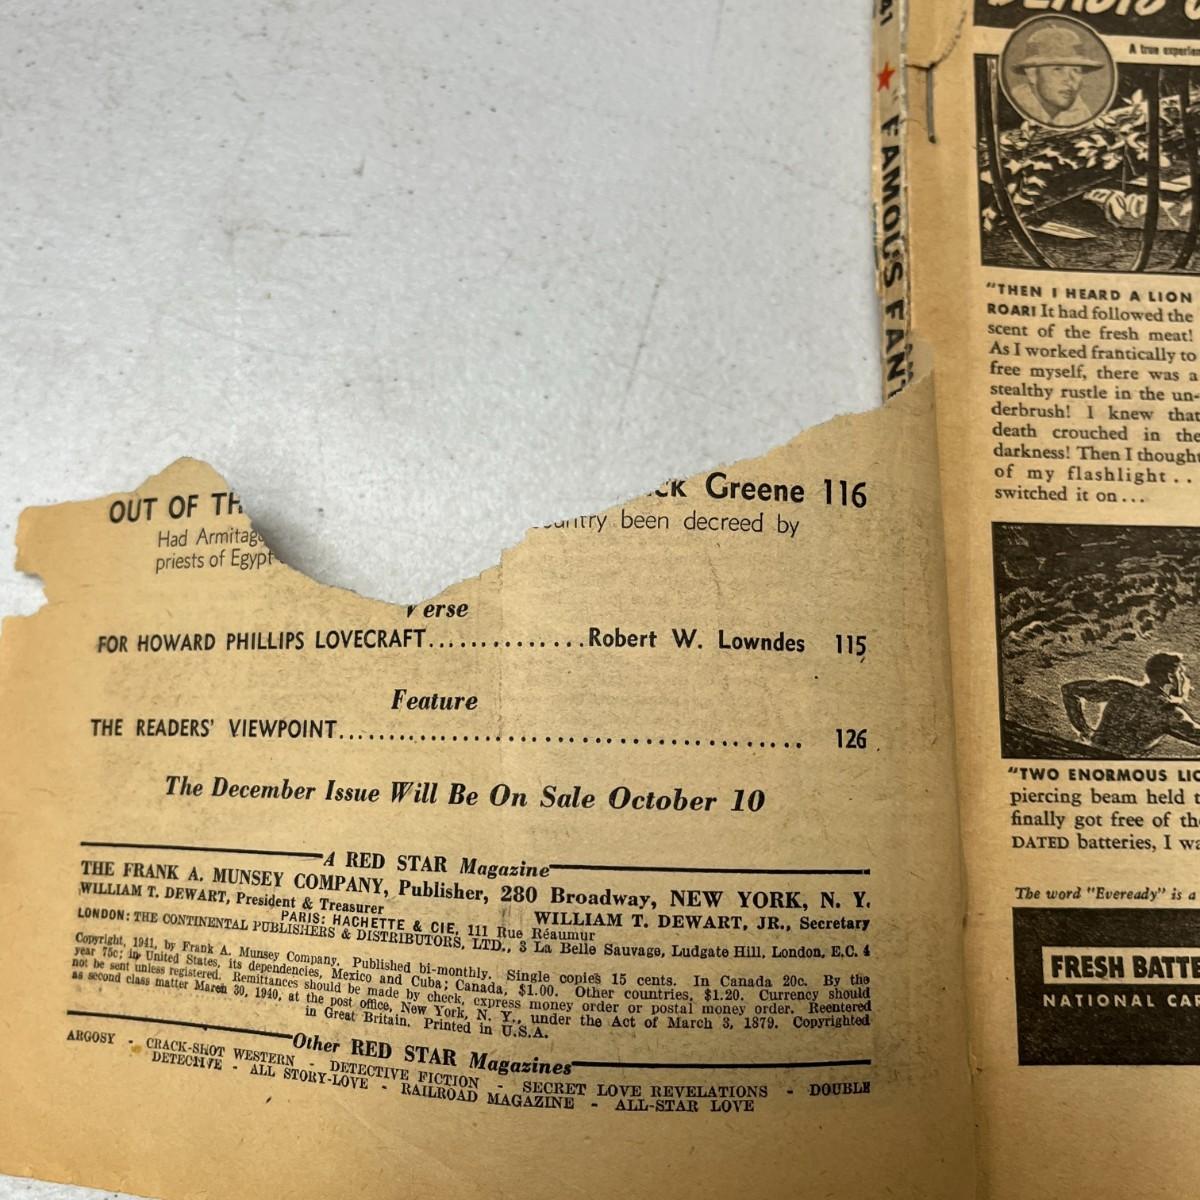 OUT OF TH
ck Greene 116
Had Armitage
country been decreed by
priests of Egypt
Verse
FOR HOWARD PHILLIPS LOVECRAFT..............Robert W. Lowndes 115
Feature
THE READERS' VIEWPOINT........................................ 126
The December Issue Will Be On Sale October 10
A RED STAR Magazine
THE FRANK A. MUNSEY COMPANY, Publisher, 280 Broadway, NEW YORK, N. Y.
WILLIAM T. DEWART, President & Treasurer
WILLIAM T. DEWART, JR., Secretary
PARIS: HACHETTE & CIE, 111 Rue Réaumur
LONDON: THE CONTINENTAL PUBLISHERS & DISTRIBUTORS, LTD., 3 La Belle Sauvage, Ludgate Hill, London, E.C. 4
Copyright, 1941, by Frank A. Munsey Company. Published bi-monthly. Single copies 15 cents. In Canada 20c. By the
year 75c; in United States, its dependencies, Mexico and Cuba; Canada, $1.00. Other countries, $1.20. Currency should
not be sent unless registered. Remittances should be made by check, express money order or postal money order. Reentered
as second class matter March 30, 1940, at the post office, New York, N. Y., under the Act of March 3, 1879. Copyrighted
in Great Britain. Printed in U.S.A.
Other RED STAR Magazines
ARGOSY - CRACK-SHOT WESTERN - DETECTIVE FICTION - SECRET LOVE REVELATIONS - DOUBLE
DETECTIVE - ALL STORY-LOVE - RAILROAD MAGAZINE - ALL-STAR LOVE
41 ★ FAMOUS FANT
A true experien
"THEN I HEARD A LION
ROAR! It had followed the
scent of the fresh meat!
As I worked frantically to
free myself, there was a
stealthy rustle in the un-
derbrush! I knew that
death crouched in the
darkness! Then I thought
of my flashlight . .
switched it on...
"TWO ENORMOUS LIO
piercing beam held t
finally got free of th
DATED batteries, I wa
The word "Eveready" is a
FRESH BATTE
NATIONAL CAR